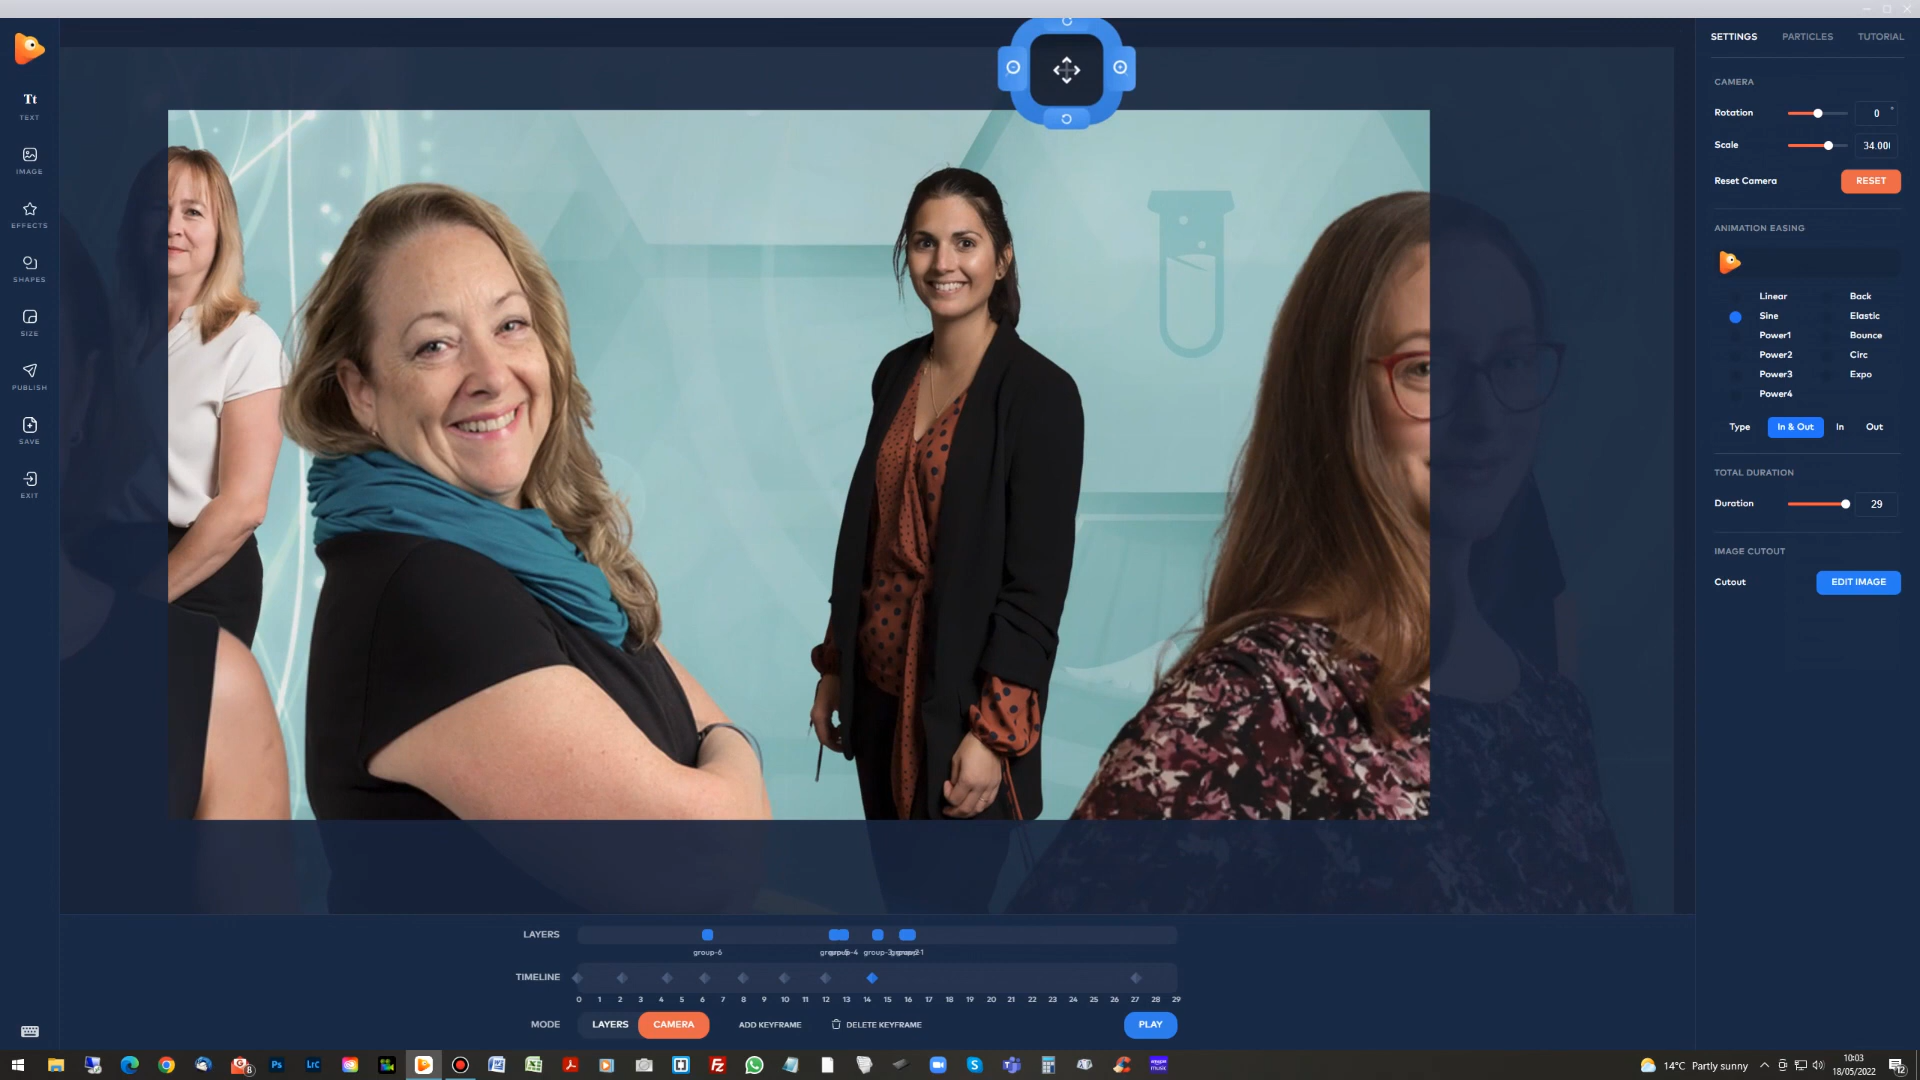 SETTINGS PARTICLES TUTORIAL
Tt
TEXT
IMAGE
EFFECTS
SHAPES
SIZE
PUBLISH
SAVE
EXIT
CAMERA
Rotation 0 °
Scale 34.00
Reset Camera RESET
ANIMATION EASING
Linear Back
Sine Elastic
Power1 Bounce
Power2 Circ
Power3 Expo
Power4
Type In & Out In Out
TOTAL DURATION
Duration 29
IMAGE CUTOUT
Cutout EDIT IMAGE
LAYERS
group-6
TIMELINE
0 1 2 3 4 5 6 7 8 9 10 11 12 13 14 15 16 17 18 19 20 21 22 23 24 25 26 27 28 29
MODE LAYERS CAMERA ADD KEYFRAME DELETE KEYFRAME PLAY
Ps Lrc
14°C Partly sunny
10:03
18/05/2022
12